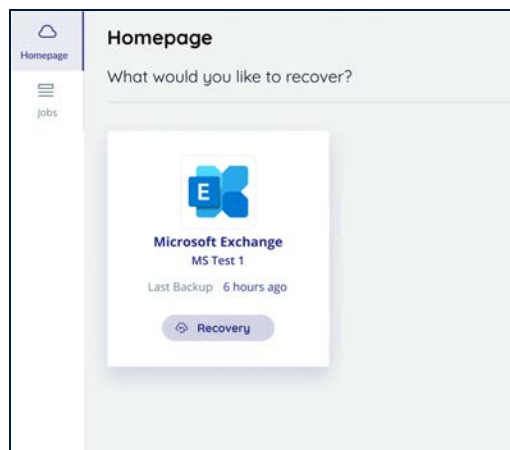 Homepage
Jobs
Homepage
What would you like to recover?
E
Microsoft Exchange
MS Test 1
Last Backup 6 hours ago
Recovery